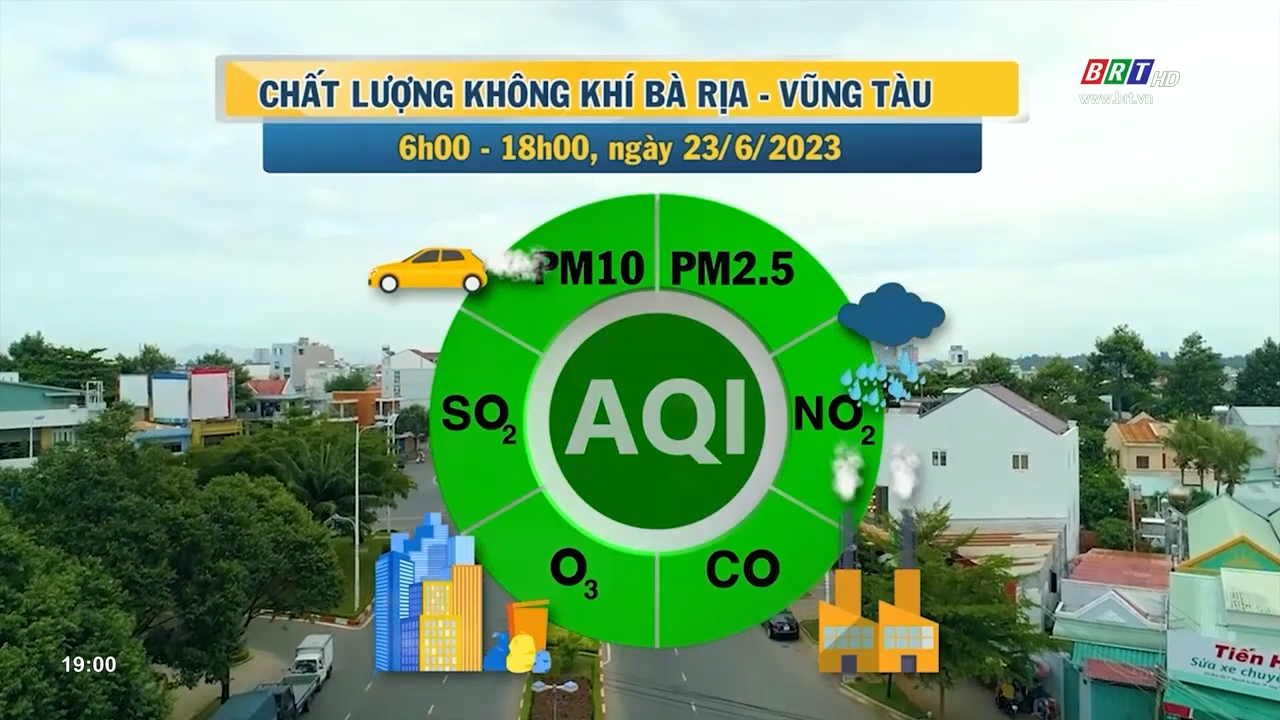 CHẤT LƯỢNG KHÔNG KHÍ BÀ RỊA - VŨNG TÀU
BRT HD
www.brt.vn
6h00 - 18h00, ngày 23/6/2023
PM10
PM2.5
SO2
AQI
NO2
O3
CO
19:00
Tiến H
Sửa xe chuyê